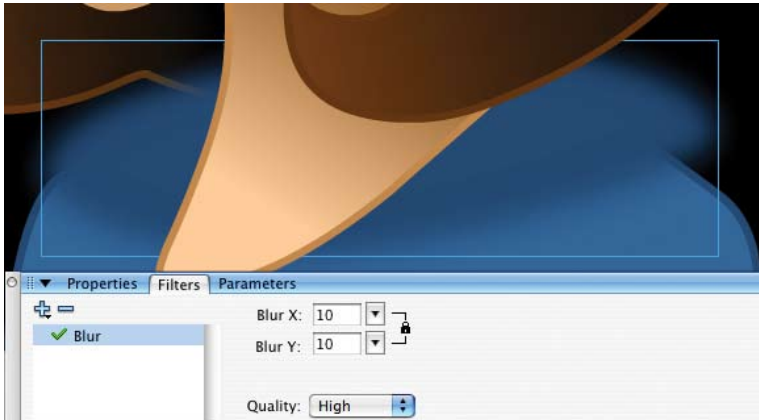 Properties Filters Parameters
Blur X: 10
Blur
Blur Y: 10
Quality: High